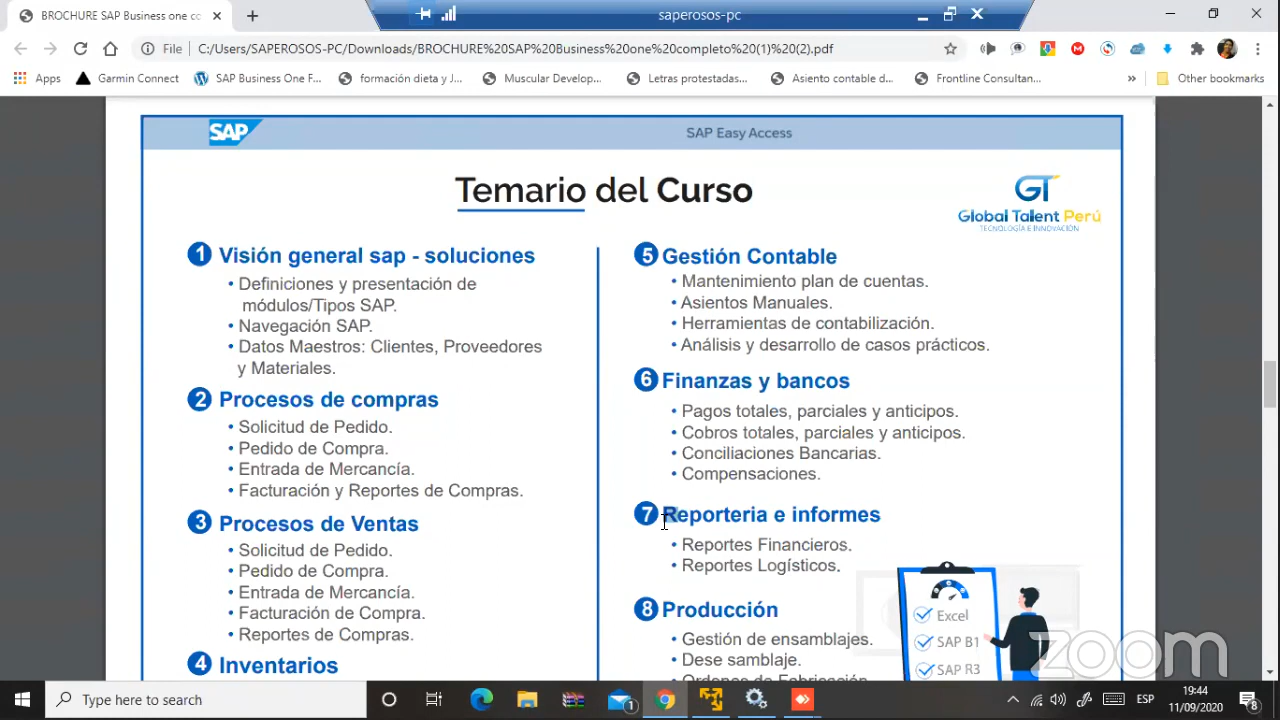 BROCHURE SAP Business one co
saperosos-pc
File
C:/Users/SAPEROSOS-PC/Downloads/BROCHURE%20SAP%20Business%20one%20completo%20(1)%20(2).pdf
Apps
Garmin Connect
SAP Business One F...
formación dieta y J...
Muscular Develop...
Letras protestadas...
Asiento contable d...
Frontline Consultan...
Other bookmarks
SAP
SAP Easy Access
Temario del Curso
GT
Global Talent Perú
TECNOLOGÍA E INNOVACIÓN
1 Visión general sap - soluciones
• Definiciones y presentación de
módulos/Tipos SAP.
• Navegación SAP.
• Datos Maestros: Clientes, Proveedores
y Materiales.
2 Procesos de compras
• Solicitud de Pedido.
• Pedido de Compra.
• Entrada de Mercancía.
• Facturación y Reportes de Compras.
3 Procesos de Ventas
• Solicitud de Pedido.
• Pedido de Compra.
• Entrada de Mercancía.
• Facturación de Compra.
• Reportes de Compras.
4 Inventarios
5 Gestión Contable
• Mantenimiento plan de cuentas.
• Asientos Manuales.
• Herramientas de contabilización.
• Análisis y desarrollo de casos prácticos.
6 Finanzas y bancos
• Pagos totales, parciales y anticipos.
• Cobros totales, parciales y anticipos.
• Conciliaciones Bancarias.
• Compensaciones.
7 Reporteria e informes
• Reportes Financieros.
• Reportes Logísticos.
8 Producción
• Gestión de ensamblajes.
• Dese samblaje.
• Ordenes de Fabricación
Excel
SAP B1
SAP R3
zoom
Type here to search
1
ESP
19:44
11/09/2020
8